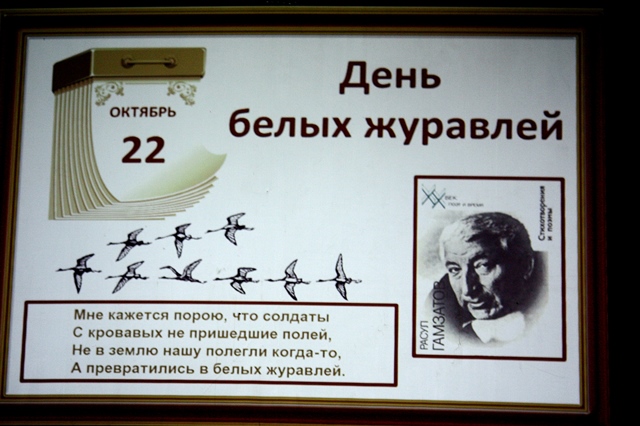 День
белых журавлей
ОКТЯБРЬ
22
XX ВЕК
Стихотворения
и поэмы
РАСУЛ
ГАМЗАТОВ
Мне кажется порою, что солдаты
С кровавых не пришедшие полей,
Не в землю нашу полегли когда-то,
А превратились в белых журавлей.